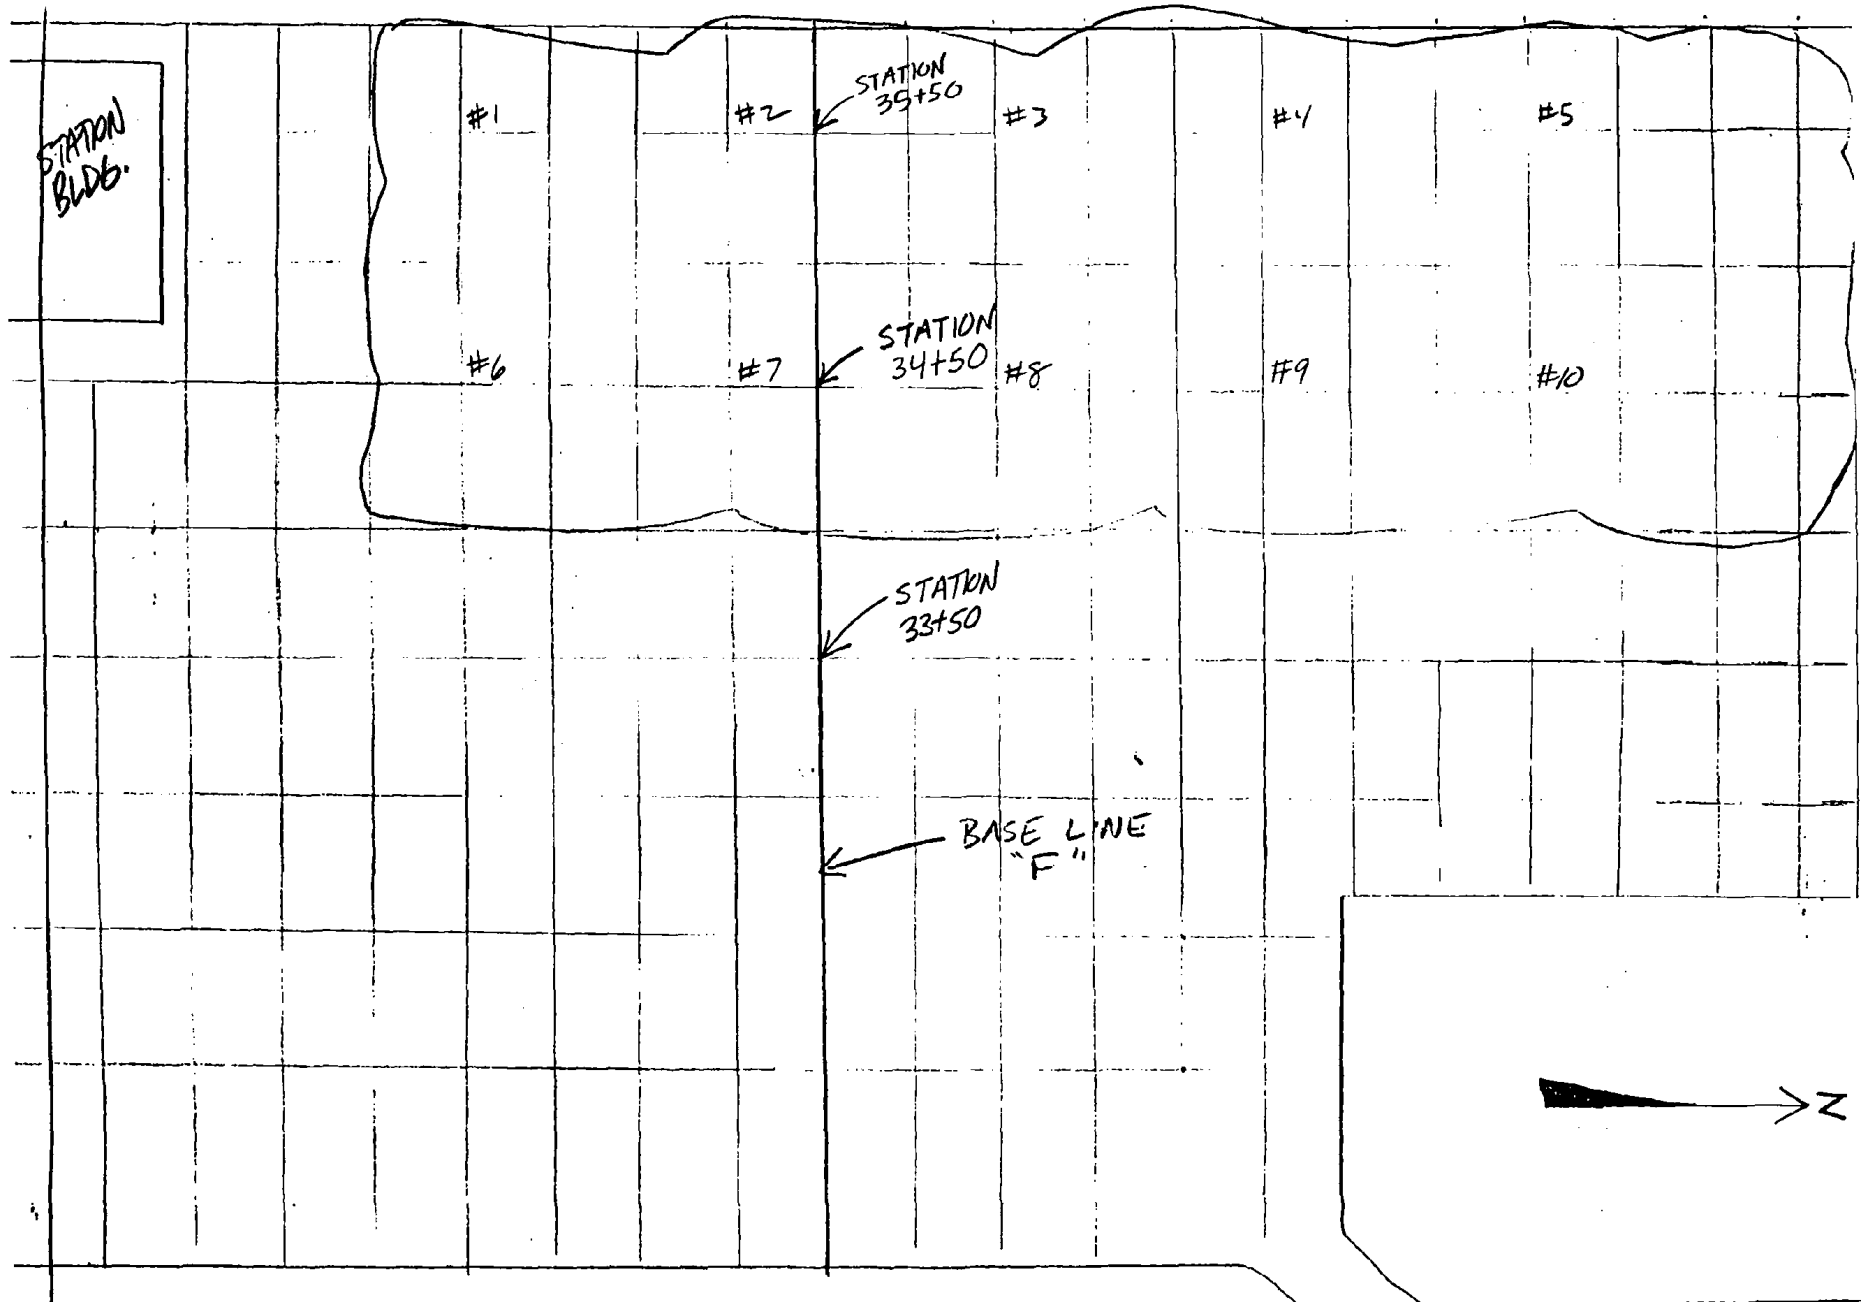 STATION
BLDG.
#1
#2
STATION
35+50
#3
#4
#5
#6
#7
STATION
34+50
#8
#9
#10
STATION
33+50
BASE LINE
"F"
N